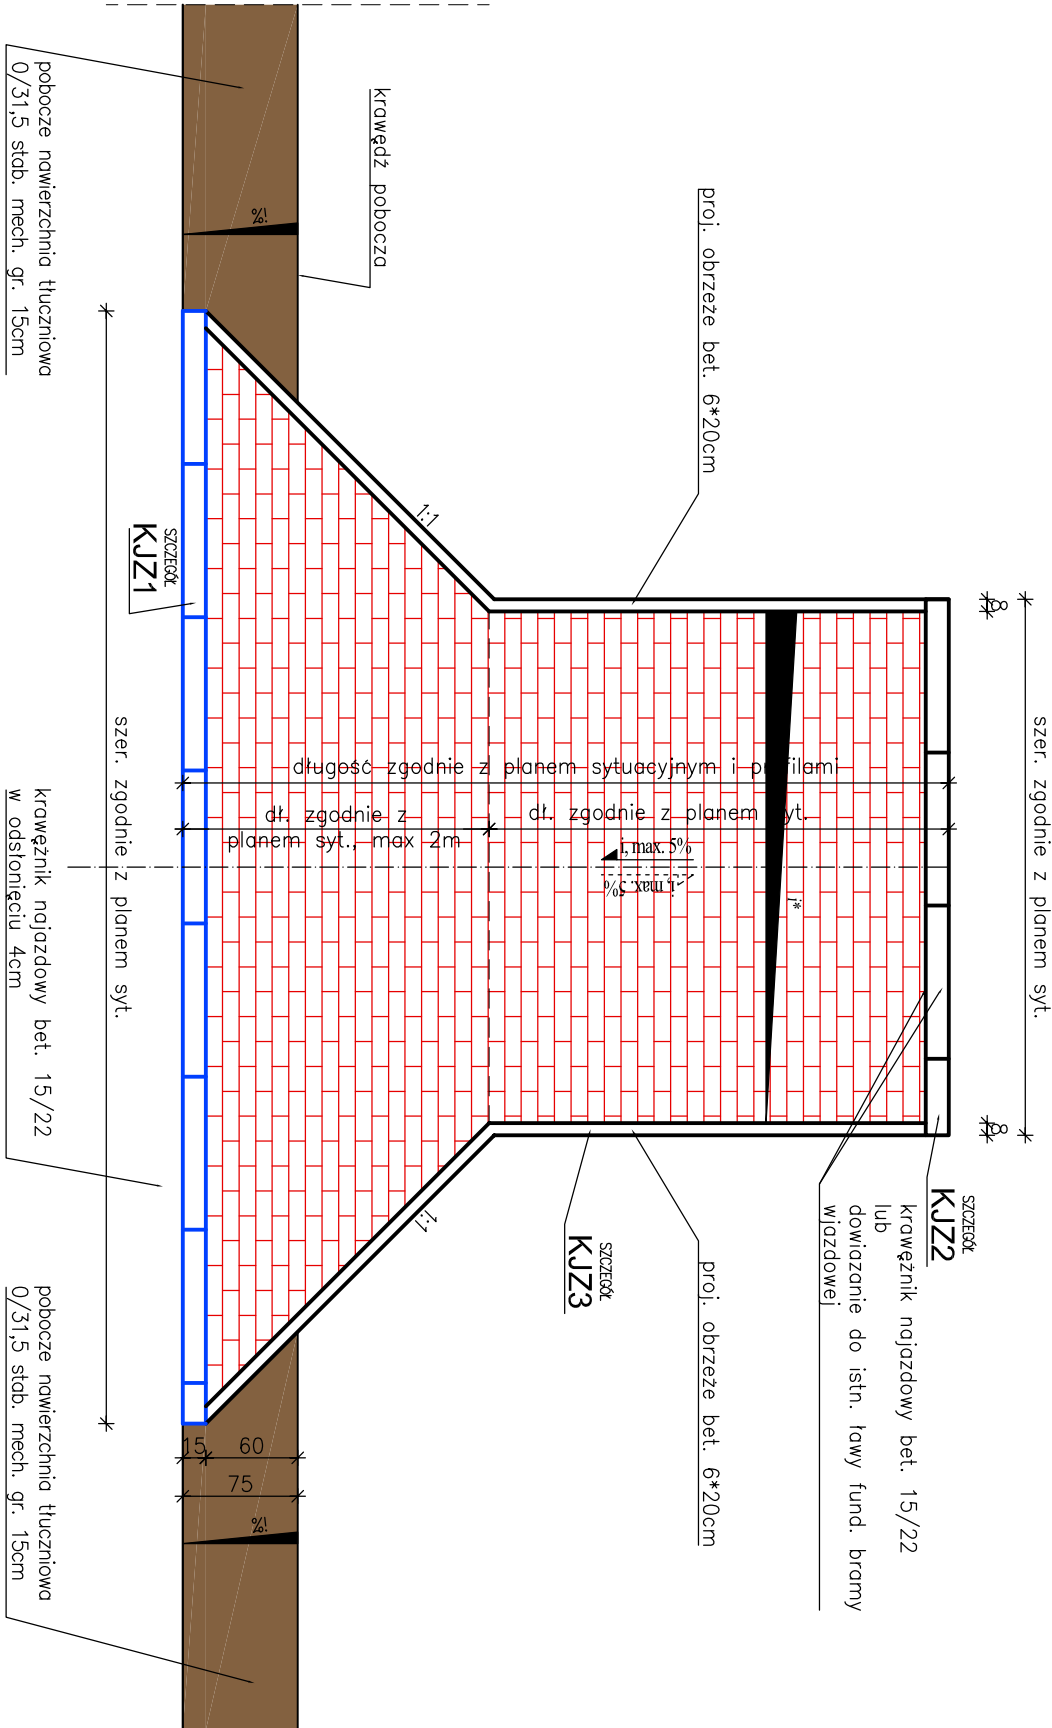 szer. zgodnie z planem syt.
8
8
SZCZEGÓŁ
KJZ2
krawężnik najazdowy bet. 15/22
lub
dowiazanie do istn. ławy fund. bramy
wjazdowej
proj. obrzeże bet. 6*20cm
proj. obrzeże bet. 6*20cm
SZCZEGÓŁ
KJZ3
i*
długość zgodnie z planem sytuacyjnym i profilami
dł. zgodnie z planem syt.
dł. zgodnie z
planem syt., max 2m
i, max. 5%
i, max. 5%
1:1
1:1
krawędź pobocza
i%
i%
15
60
75
SZCZEGÓŁ
KJZ1
szer. zgodnie z planem syt.
pobocze nawierzchnia tłuczniowa
0/31,5 stab. mech. gr. 15cm
krawężnik najazdowy bet. 15/22
w odsłonięciu 4cm
pobocze nawierzchnia tłuczniowa
0/31,5 stab. mech. gr. 15cm